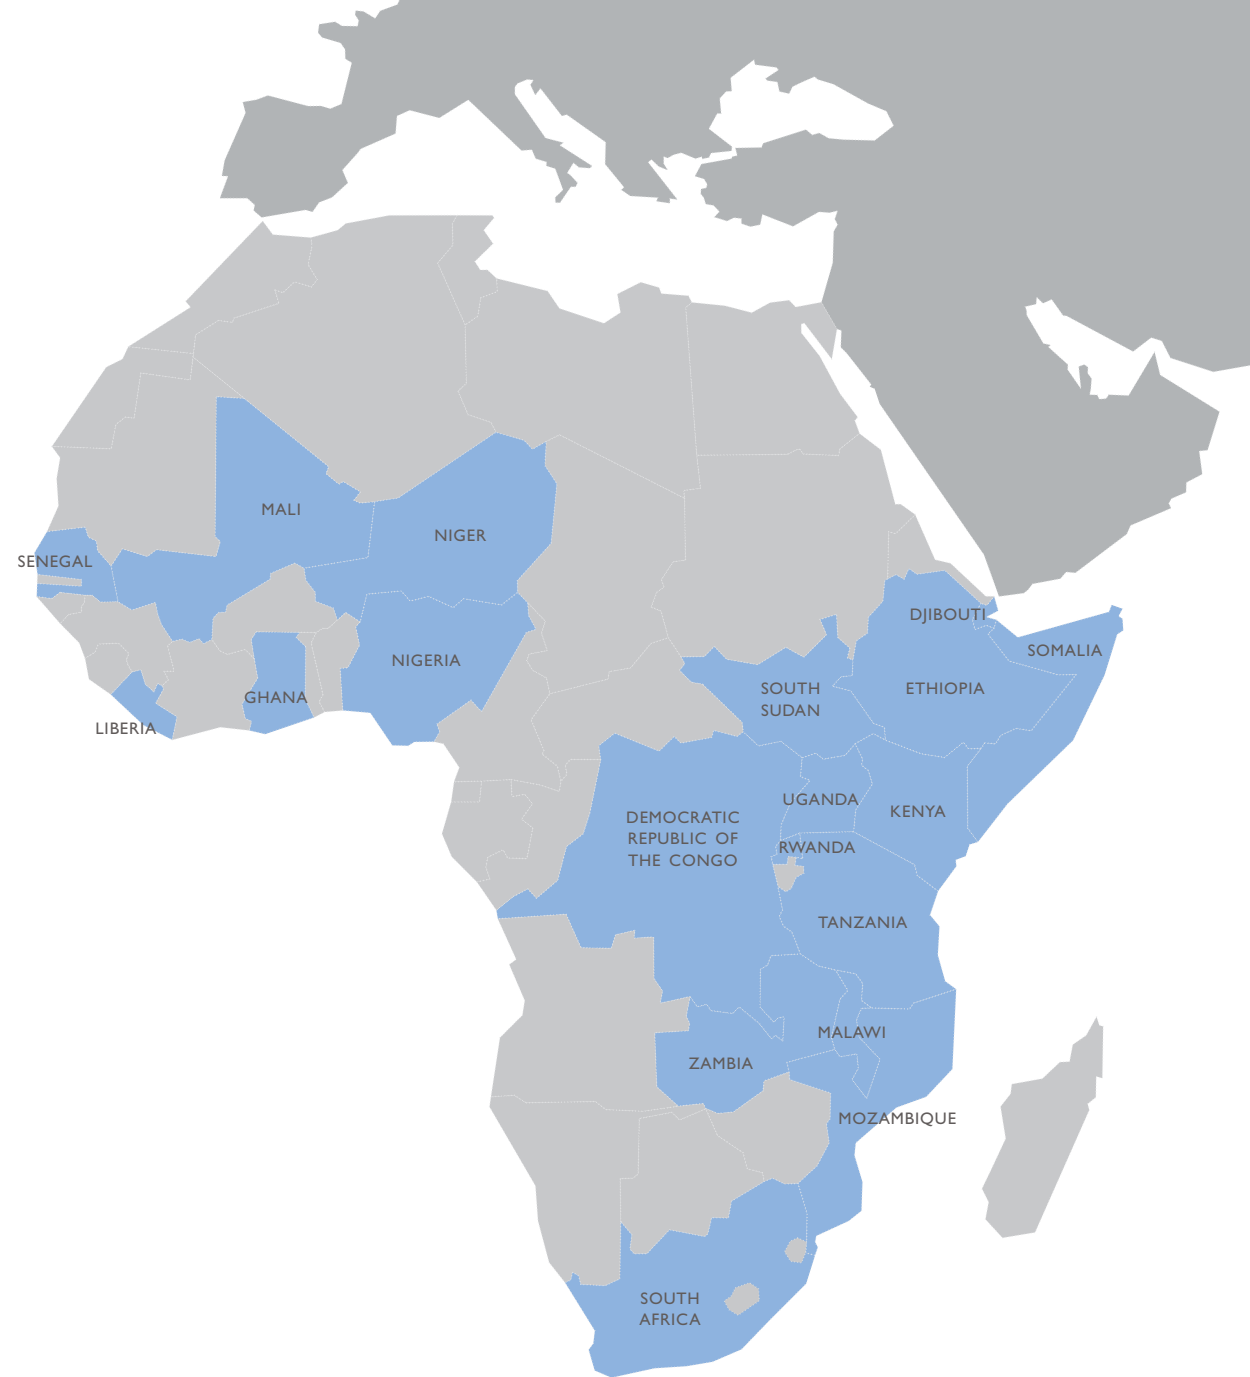 MALI
NIGER
SENEGAL
DJIBOUTI
SOMALIA
NIGERIA
SOUTH
SUDAN
ETHIOPIA
GHANA
LIBERIA
UGANDA
KENYA
DEMOCRATIC
REPUBLIC OF
THE CONGO
RWANDA
TANZANIA
MALAWI
ZAMBIA
MOZAMBIQUE
SOUTH
AFRICA